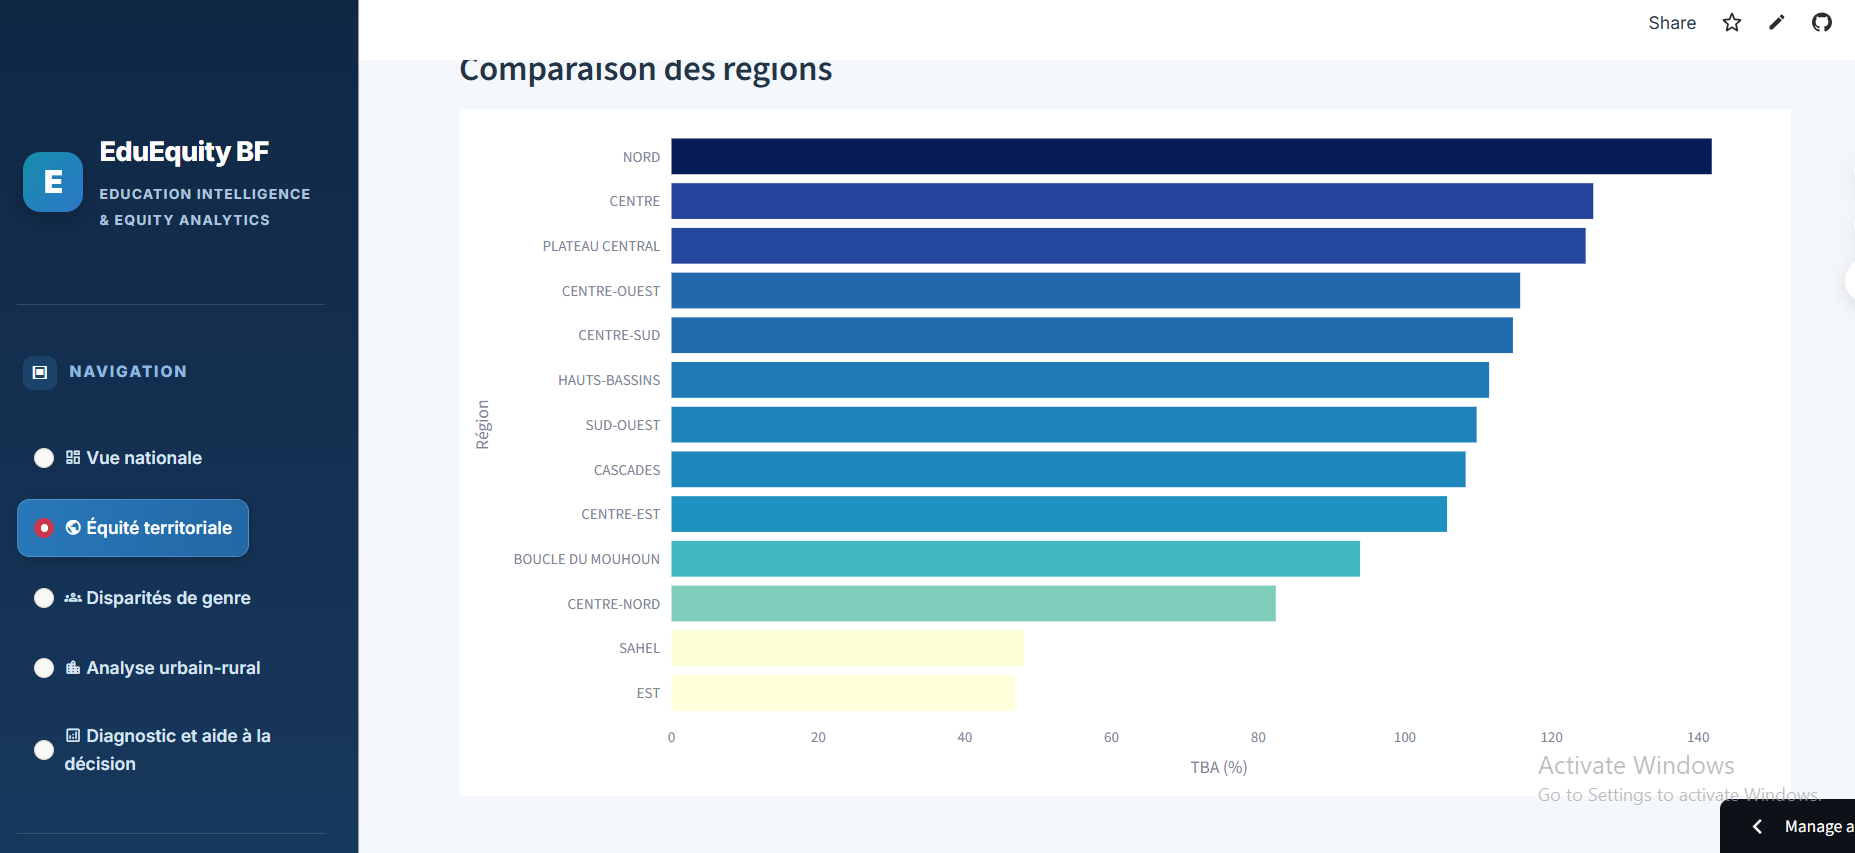 Share
E
EduEquity BF
EDUCATION INTELLIGENCE
& EQUITY ANALYTICS
NAVIGATION
Vue nationale
Équité territoriale
Disparités de genre
Analyse urbain-rural
Diagnostic et aide à la
décision
Comparaison des régions
Région
NORD
CENTRE
PLATEAU CENTRAL
CENTRE-OUEST
CENTRE-SUD
HAUTS-BASSINS
SUD-OUEST
CASCADES
CENTRE-EST
BOUCLE DU MOUHOUN
CENTRE-NORD
SAHEL
EST
0 20 40 60 80 100 120 140
TBA (%)
Activate Windows
Go to Settings to activate Windows.
Manage a